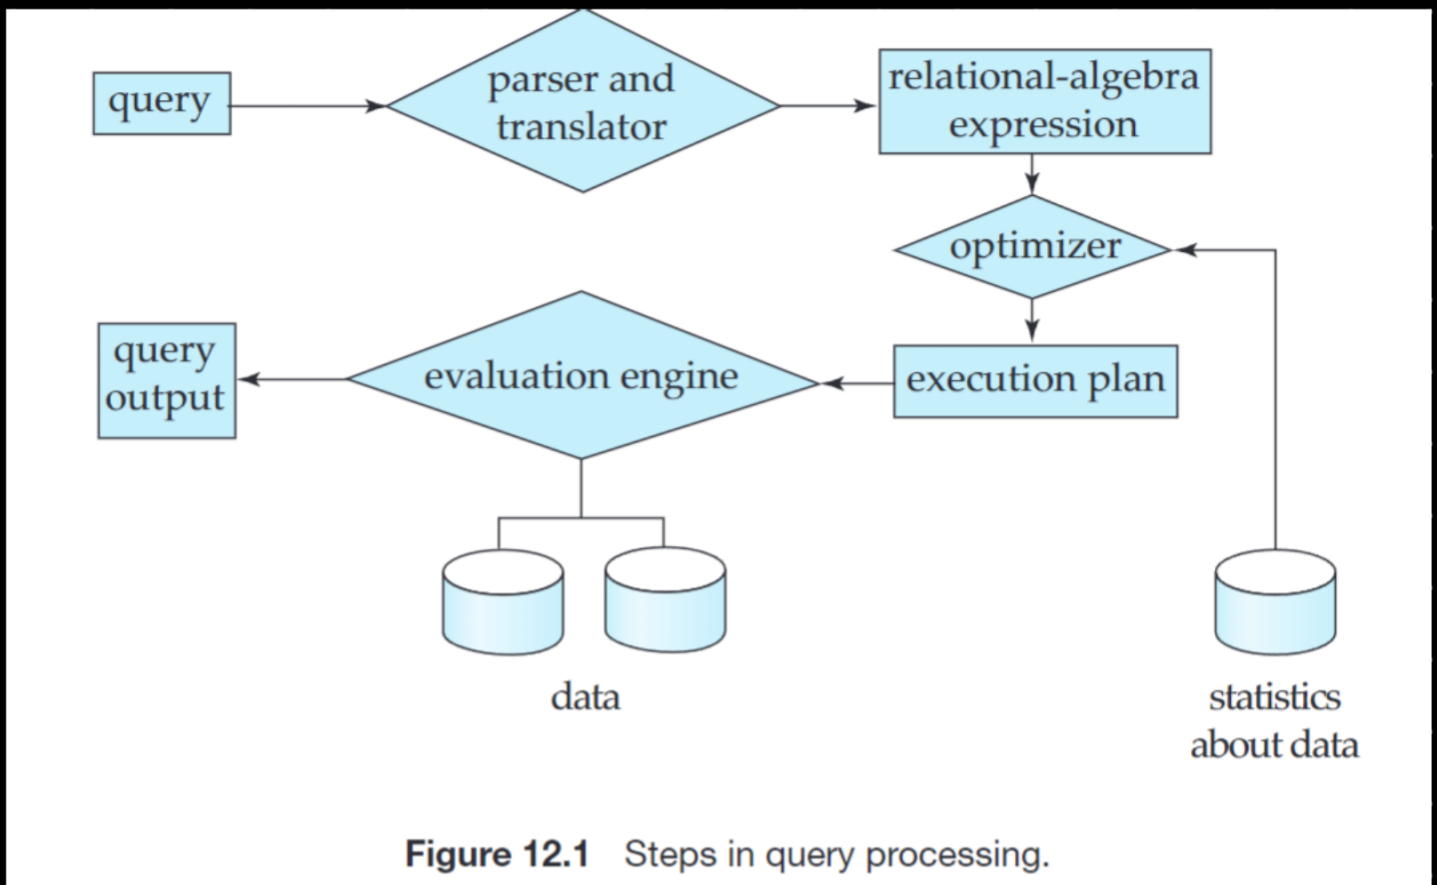 query
parser and
translator
relational-algebra
expression
optimizer
query
output
evaluation engine
execution plan
data
statistics
about data
Figure 12.1 Steps in query processing.